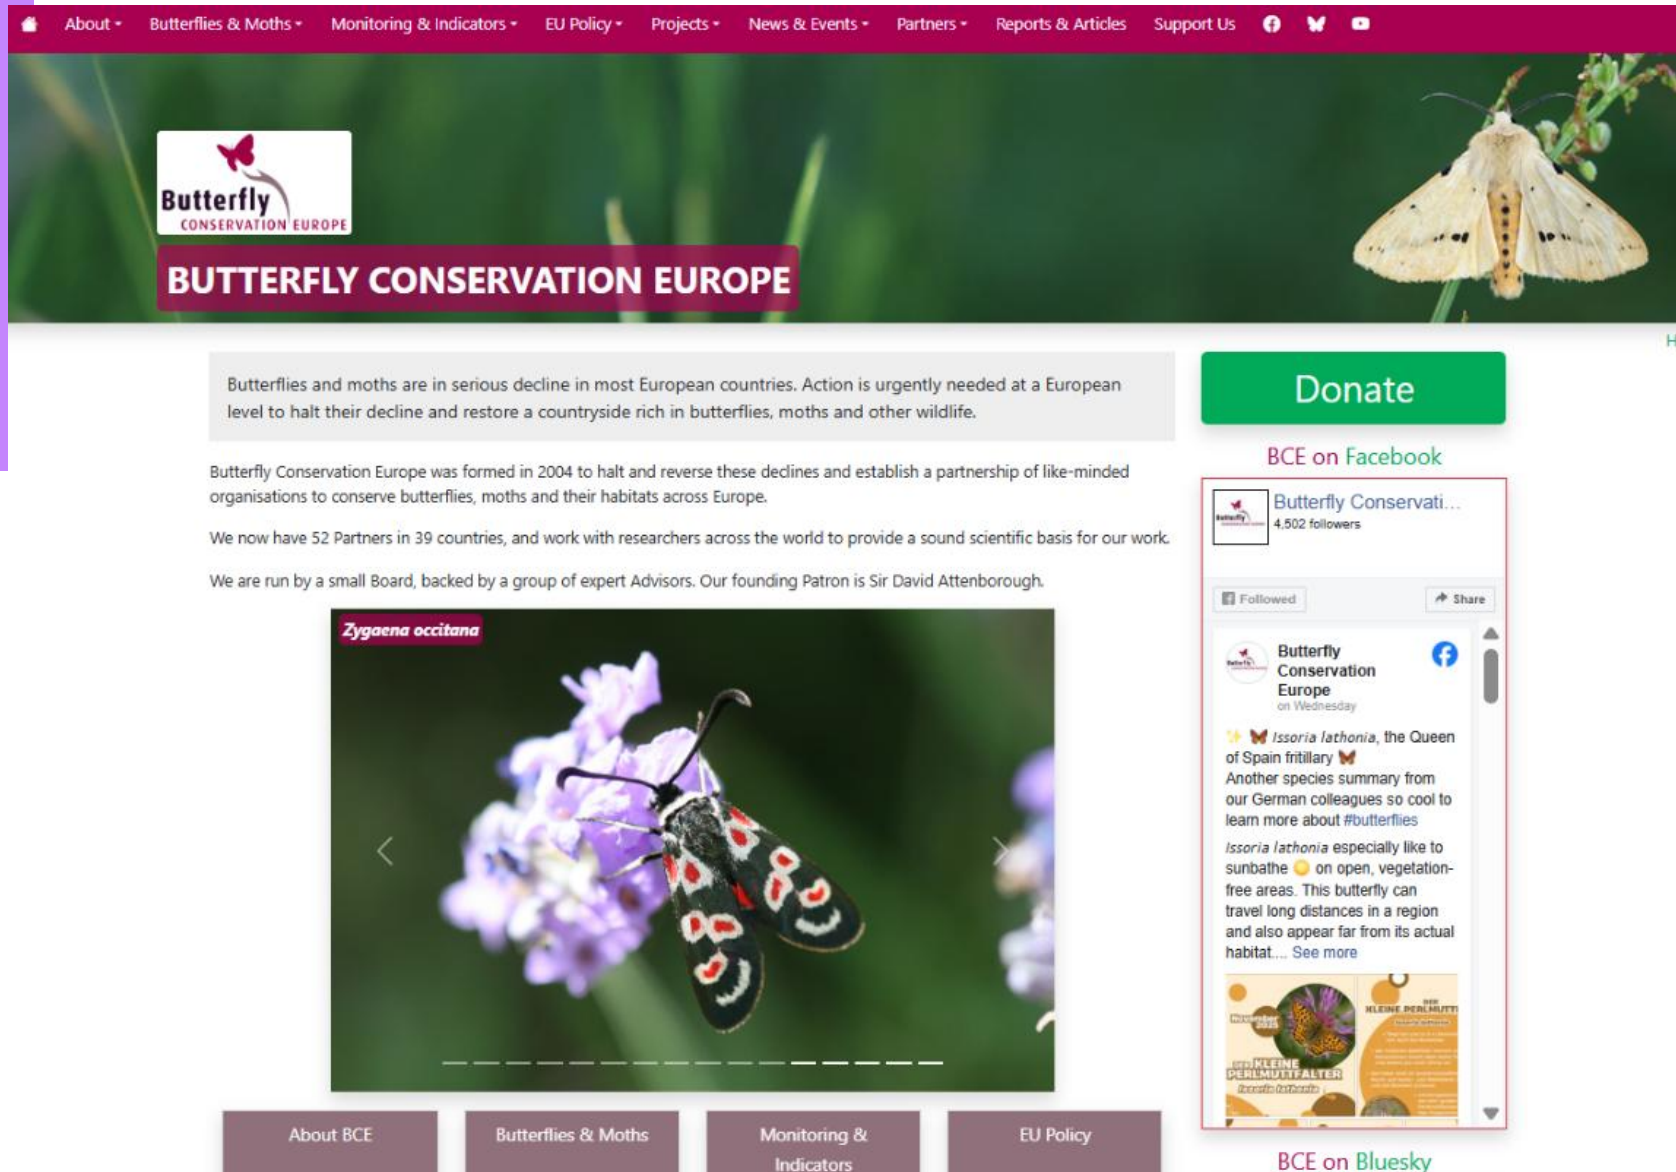 About
Butterflies & Moths
Monitoring & Indicators
EU Policy
Projects
News & Events
Partners
Reports & Articles
Support Us
Butterfly
CONSERVATION EUROPE
BUTTERFLY CONSERVATION EUROPE
H
Butterflies and moths are in serious decline in most European countries. Action is urgently needed at a European
level to halt their decline and restore a countryside rich in butterflies, moths and other wildlife.
Butterfly Conservation Europe was formed in 2004 to halt and reverse these declines and establish a partnership of like-minded
organisations to conserve butterflies, moths and their habitats across Europe.
We now have 52 Partners in 39 countries, and work with researchers across the world to provide a sound scientific basis for our work.
We are run by a small Board, backed by a group of expert Advisors. Our founding Patron is Sir David Attenborough.
Zygaena occitana
About BCE
Butterflies & Moths
Monitoring &
Indicators
EU Policy
Donate
BCE on Facebook
Butterfly Conservati...
4,502 followers
Followed
Share
Butterfly
Conservation
Europe
on Wednesday
✨ 🦋 Issoria lathonia, the Queen
of Spain fritillary 🦋
Another species summary from
our German colleagues so cool to
learn more about #butterflies
Issoria lathonia especially like to
sunbathe 🌞 on open, vegetation-
free areas. This butterfly can
travel long distances in a region
and also appear far from its actual
habitat.... See more
November
2025
DER KLEINE
PERLMUTTFALTER
Issoria lathonia
DER
KLEINE PERLMUTT
BCE on Bluesky